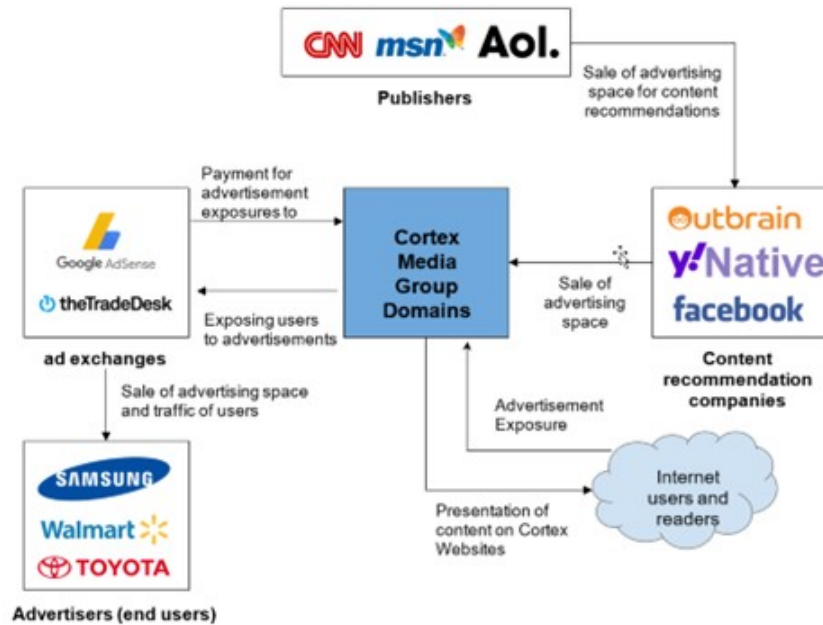 CNN msn Aol.
Publishers
Sale of advertising
space for content
recommendations
Payment for
advertisement
exposures to
Google AdSense
theTradeDesk
ad exchanges
Cortex
Media
Group
Domains
Exposing users
to advertisements
Sale of
advertising
space
Outbrain
y!Native
facebook
Content
recommendation
companies
Sale of advertising space
and traffic of users
SAMSUNG
Walmart
TOYOTA
Advertisers (end users)
Advertisement
Exposure
Internet
users and
readers
Presentation of
content on Cortex
Websites